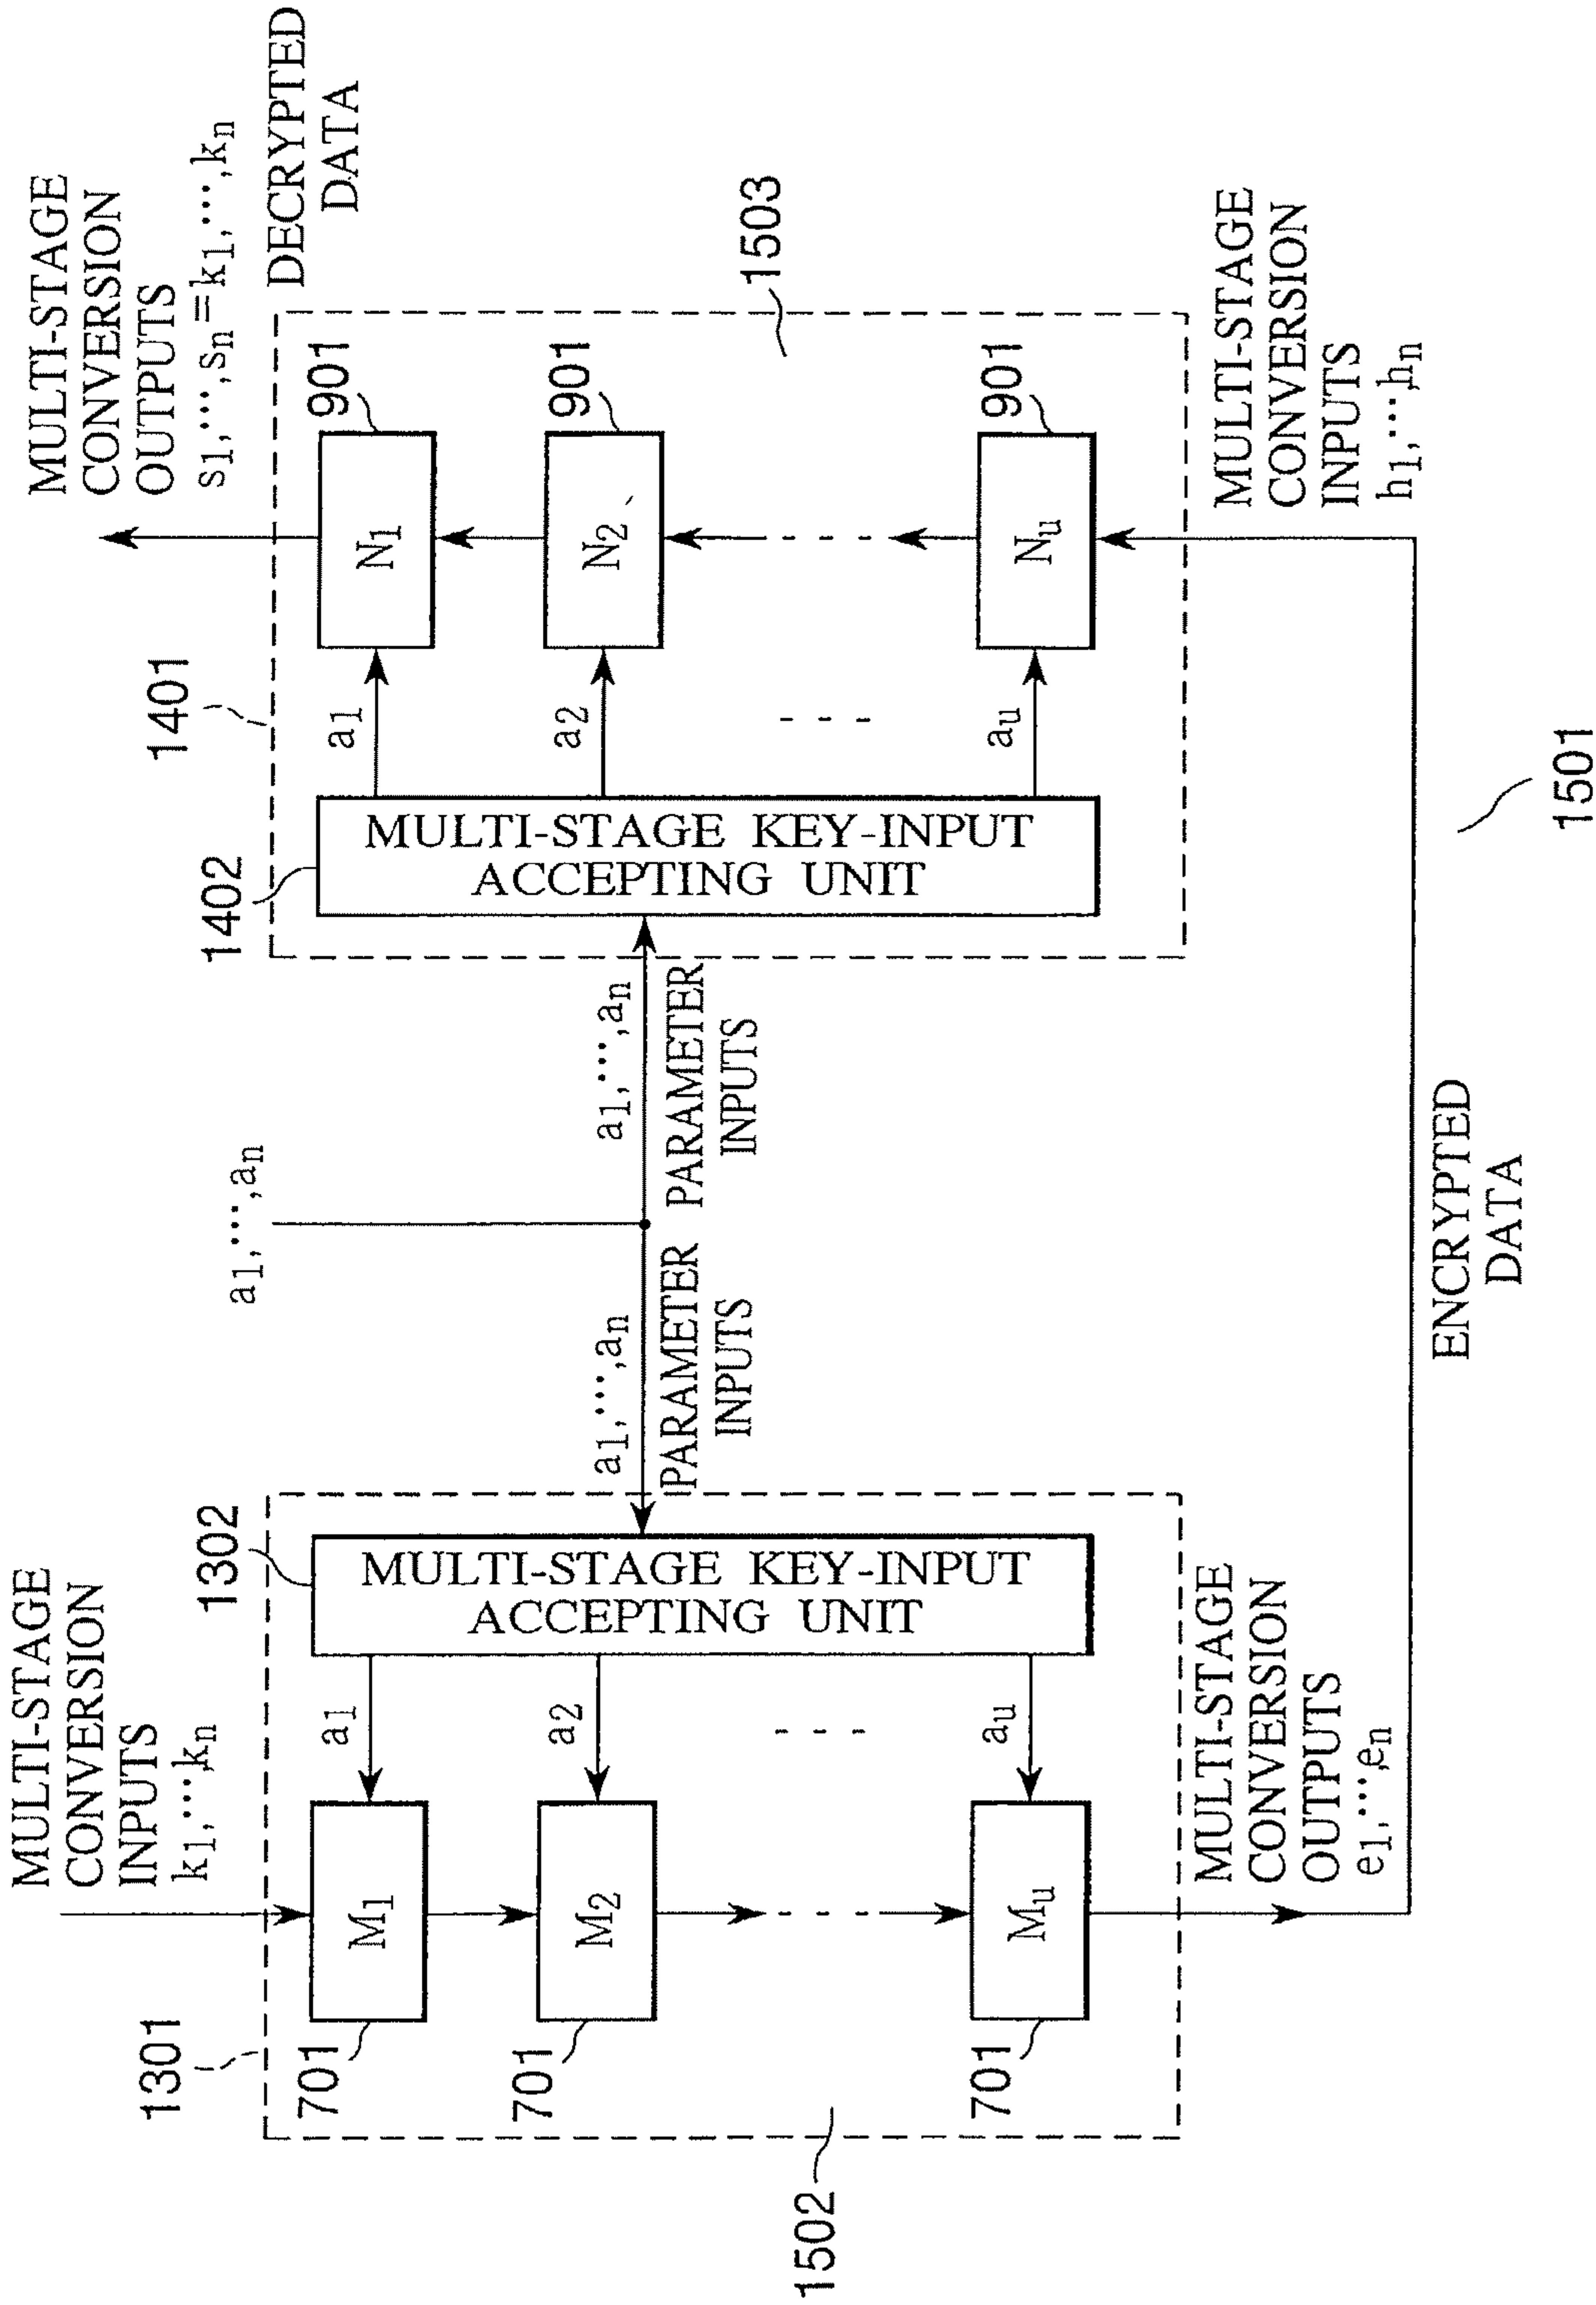 MULTI-STAGE
CONVERSION
INPUTS
k1,···,kn
1301
1302
MULTI-STAGE KEY-INPUT
ACCEPTING UNIT
a1
a2
au
M1
M2
Mu
701
701
701
1502
MULTI-STAGE
CONVERSION
OUTPUTS
e1,···,en
a1,···,an
a1,···,an
PARAMETER
INPUTS
a1,···,an
PARAMETER
INPUTS
ENCRYPTED
DATA
1501
1401
1402
MULTI-STAGE KEY-INPUT
ACCEPTING UNIT
a1
a2
au
N1
N2
Nu
901
901
901
1503
MULTI-STAGE
CONVERSION
OUTPUTS
s1,···,sn=k1,···,kn
DECRYPTED
DATA
MULTI-STAGE
CONVERSION
INPUTS
h1,···,hn